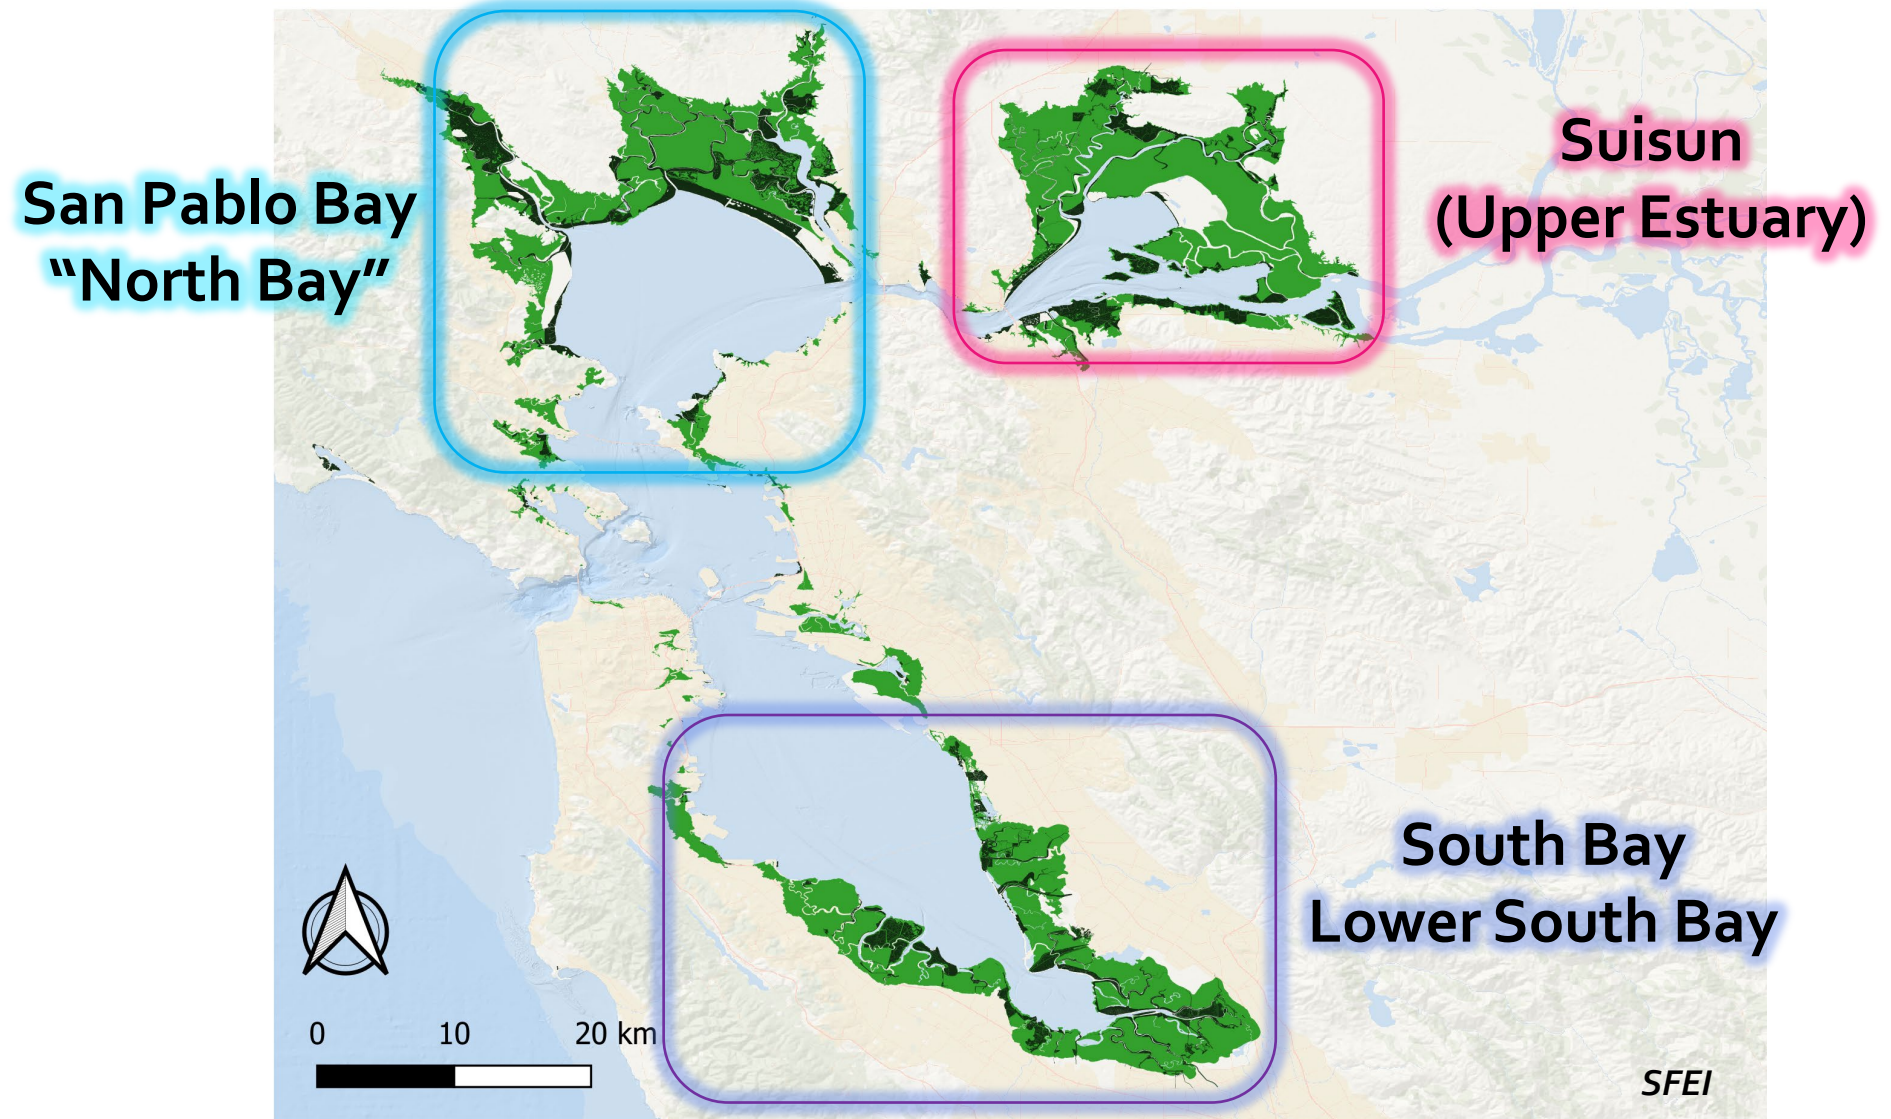 San Pablo Bay
“North Bay”
Suisun
(Upper Estuary)
South Bay
Lower South Bay
0 10 20 km
SFEI